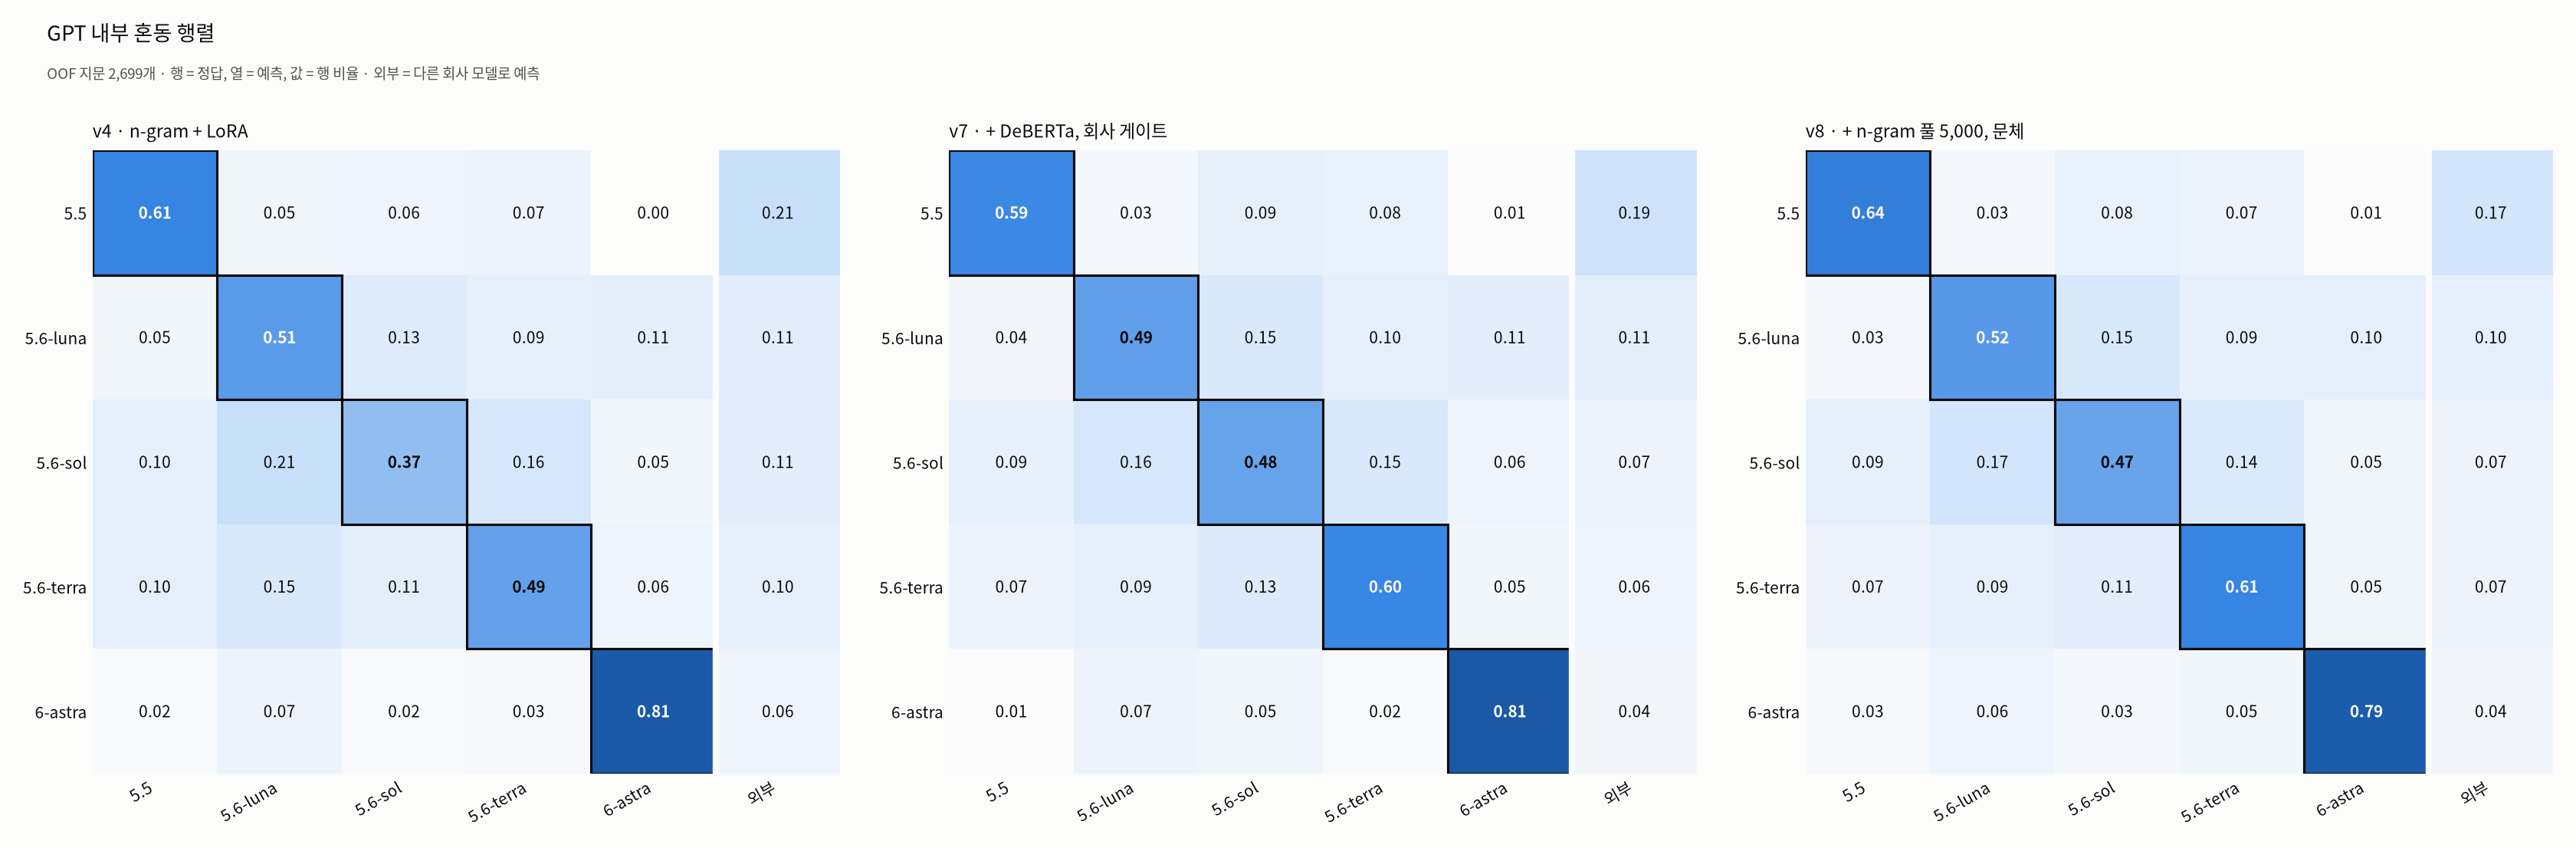 GPT 내부 혼동 행렬
OOF 지문 2,699개 · 행 = 정답, 열 = 예측, 값 = 행 비율 · 외부 = 다른 회사 모델로 예측
v4 · n-gram + LoRA
5.5 0.61 0.05 0.06 0.07 0.00 0.21
5.6-luna 0.05 0.51 0.13 0.09 0.11 0.11
5.6-sol 0.10 0.21 0.37 0.16 0.05 0.11
5.6-terra 0.10 0.15 0.11 0.49 0.06 0.10
6-astra 0.02 0.07 0.02 0.03 0.81 0.06
5.5 5.6-luna 5.6-sol 5.6-terra 6-astra 외부
v7 · + DeBERTa, 회사 게이트
5.5 0.59 0.03 0.09 0.08 0.01 0.19
5.6-luna 0.04 0.49 0.15 0.10 0.11 0.11
5.6-sol 0.09 0.16 0.48 0.15 0.06 0.07
5.6-terra 0.07 0.09 0.13 0.60 0.05 0.06
6-astra 0.01 0.07 0.05 0.02 0.81 0.04
5.5 5.6-luna 5.6-sol 5.6-terra 6-astra 외부
v8 · + n-gram 풀 5,000, 문체
5.5 0.64 0.03 0.08 0.07 0.01 0.17
5.6-luna 0.03 0.52 0.15 0.09 0.10 0.10
5.6-sol 0.09 0.17 0.47 0.14 0.05 0.07
5.6-terra 0.07 0.09 0.11 0.61 0.05 0.07
6-astra 0.03 0.06 0.03 0.05 0.79 0.04
5.5 5.6-luna 5.6-sol 5.6-terra 6-astra 외부